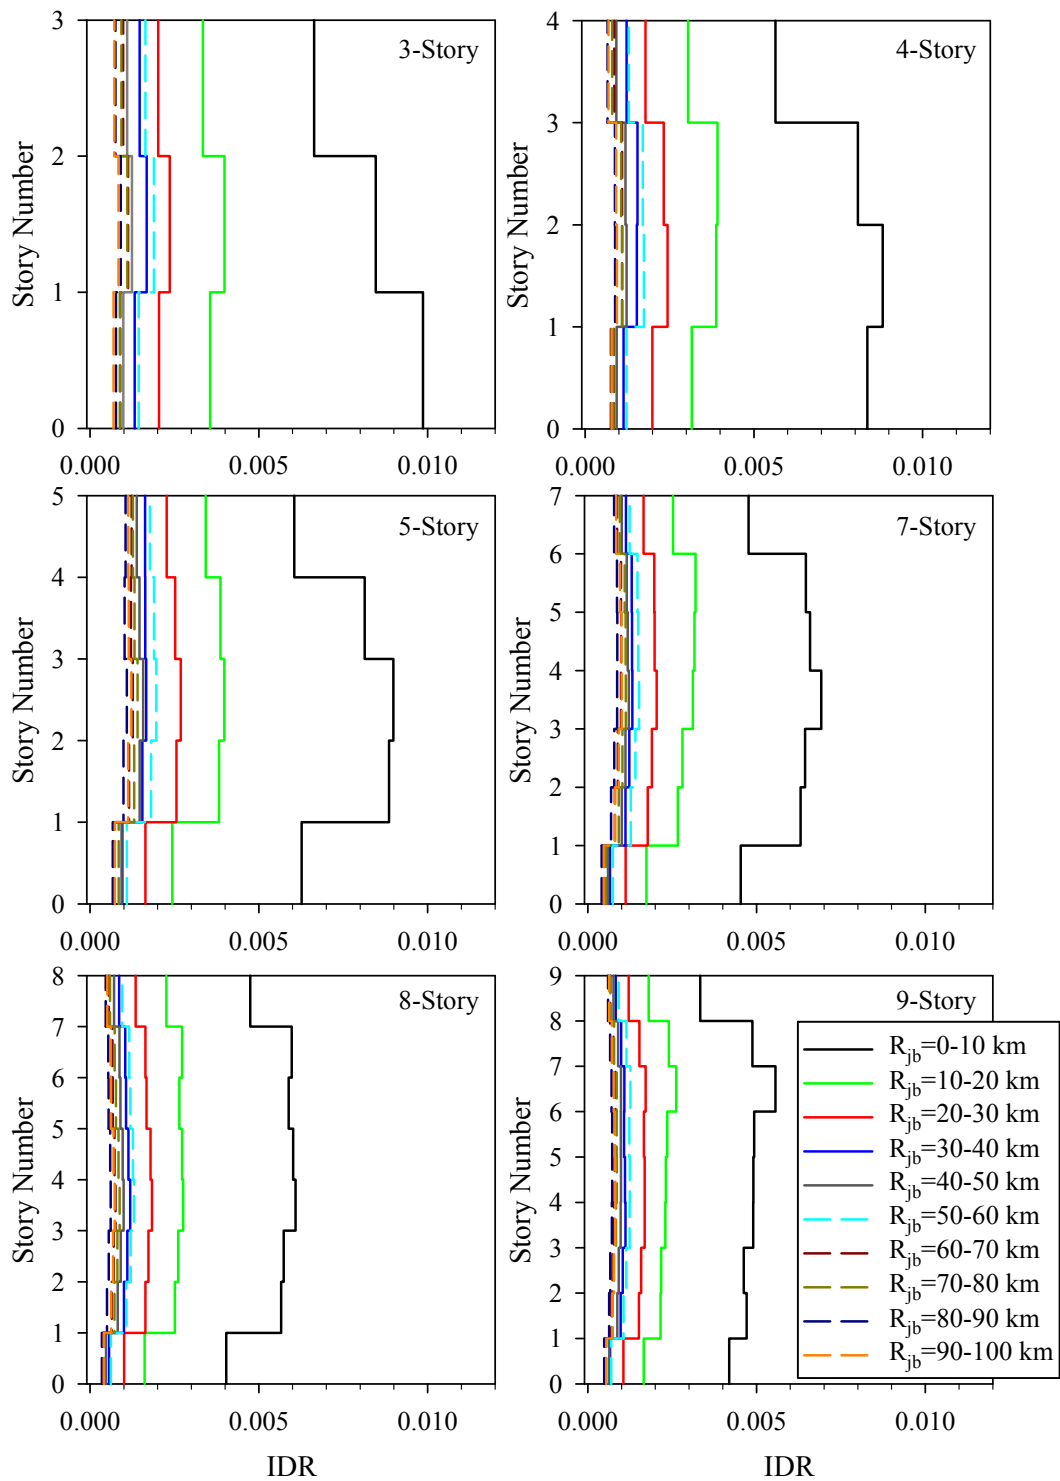 3-Story
Story Number
3
2
1
0
0.000 0.005 0.010
4-Story
Story Number
4
3
2
1
0
0.000 0.005 0.010
5-Story
Story Number
5
4
3
2
1
0
0.000 0.005 0.010
7-Story
Story Number
7
6
5
4
3
2
1
0
0.000 0.005 0.010
8-Story
Story Number
8
7
6
5
4
3
2
1
0
0.000 0.005 0.010
IDR
9-Story
Story Number
9
8
7
6
5
4
3
2
1
0
0.000 0.005 0.010
IDR
Rjb=0-10 km
Rjb=10-20 km
Rjb=20-30 km
Rjb=30-40 km
Rjb=40-50 km
Rjb=50-60 km
Rjb=60-70 km
Rjb=70-80 km
Rjb=80-90 km
Rjb=90-100 km